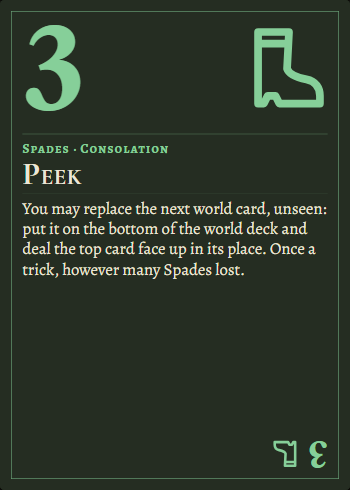 3
Spades · Consolation
Peek
You may replace the next world card, unseen:
put it on the bottom of the world deck and
deal the top card face up in its place. Once a
trick, however many Spades lost.
3